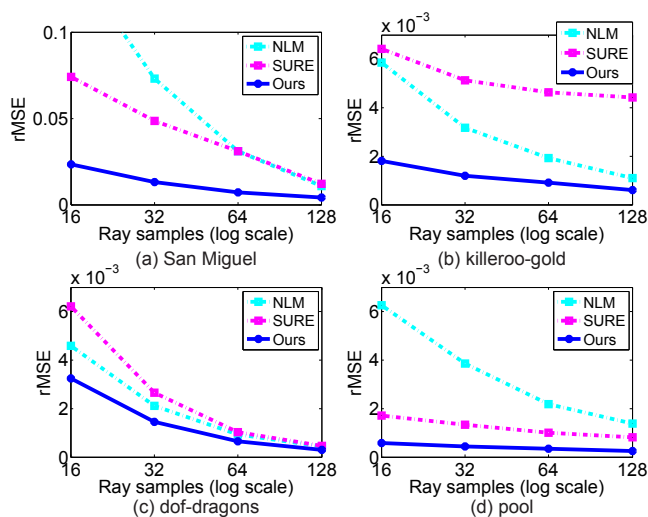 0.1
0.05
0
rMSE
NLM
SURE
Ours
16 32 64 128
Ray samples (log scale)
(a) San Miguel
x 10⁻³
6
4
2
0
rMSE
NLM
SURE
Ours
16 32 64 128
Ray samples (log scale)
(b) killeroo-gold
x 10⁻³
6
4
2
0
rMSE
NLM
SURE
Ours
16 32 64 128
Ray samples (log scale)
(c) dof-dragons
x 10⁻³
6
4
2
0
rMSE
NLM
SURE
Ours
16 32 64 128
Ray samples (log scale)
(d) pool